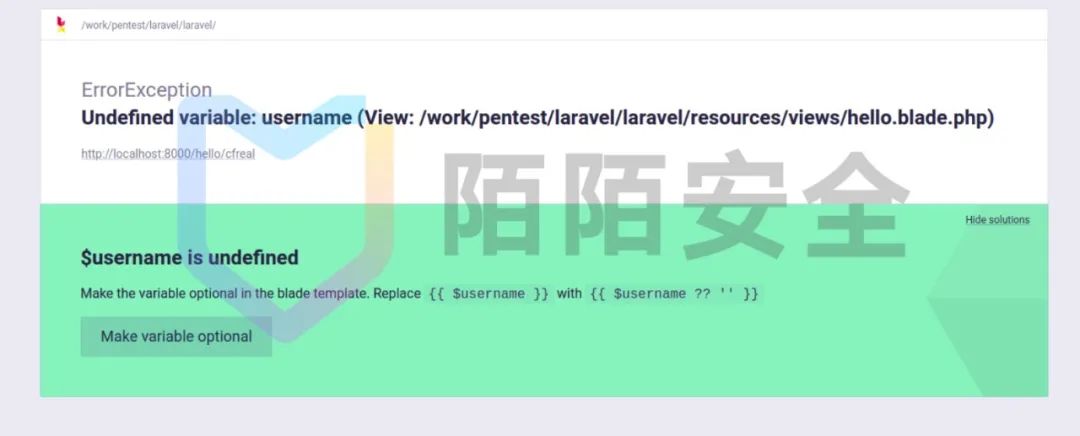 /work/pentest/laravel/laravel/
ErrorException
Undefined variable: username (View: /work/pentest/laravel/laravel/resources/views/hello.blade.php)
http://localhost:8000/hello/cfreal
陌陌安全
Hide solutions
$username is undefined
Make the variable optional in the blade template. Replace {{ $username }} with {{ $username ?? '' }}
Make variable optional